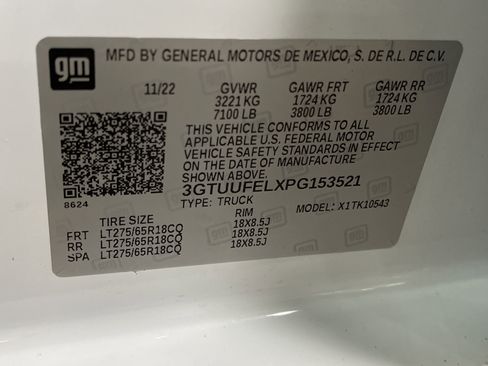 gm
MFD BY GENERAL MOTORS DE MEXICO, S. DE R.L. DE C.V.
11/22 GVWR GAWR FRT GAWR RR
3221 KG 1724 KG 1724 KG
7100 LB 3800 LB 3800 LB
THIS VEHICLE CONFORMS TO ALL
APPLICABLE U.S. FEDERAL MOTOR
VEHICLE SAFETY STANDARDS IN EFFECT
ON THE DATE OF MANUFACTURE
SHOWN ABOVE.
8624 3GTUUFELXPG153521
TYPE: TRUCK MODEL: X1TK10543
TIRE SIZE RIM
FRT LT275/65R18CQ 18X8.5J
RR LT275/65R18CQ 18X8.5J
SPA LT275/65R18CQ 18X8.5J